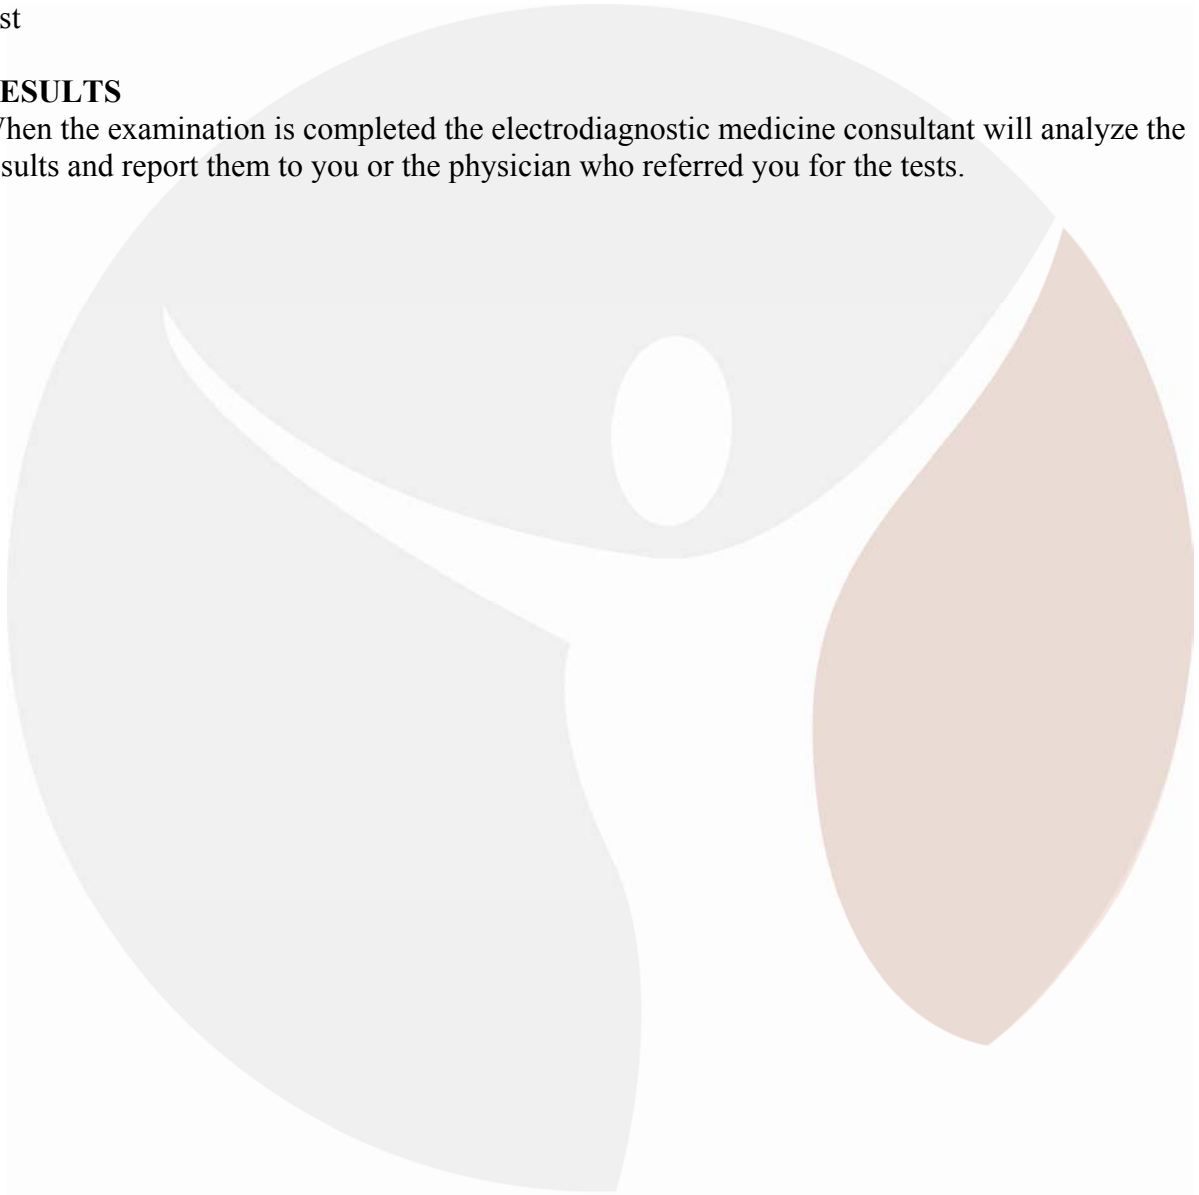 st
ESULTS
hen the examination is completed the electrodiagnostic medicine consultant will analyze the
sults and report them to you or the physician who referred you for the tests.